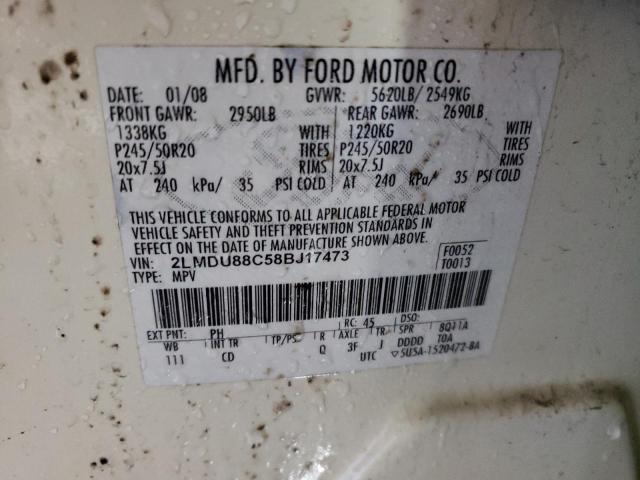 MFD. BY FORD MOTOR CO.
DATE: 01/08 GVWR: 5620LB/ 2549KG
FRONT GAWR: 2950LB REAR GAWR: 2690LB
1338KG WITH 1220KG WITH
P245/50R20 TIRES P245/50R20 TIRES
20x7.5J RIMS 20x7.5J RIMS
AT 240 kPa/ 35 PSI COLD AT 240 kPa/ 35 PSI COLD
THIS VEHICLE CONFORMS TO ALL APPLICABLE FEDERAL MOTOR
VEHICLE SAFETY AND THEFT PREVENTION STANDARDS IN
EFFECT ON THE DATE OF MANUFACTURE SHOWN ABOVE.
VIN: 2LMDU88C58BJ17473 F0052
TYPE: MPV T0013
EXT PNT: PH RC: 45 DSO:
WB INT TR TP/PS R AXLE TR SPR 8Q11A
111 CD Q 3F J DDDD T0A
UTC 5U5A-1520472-BA